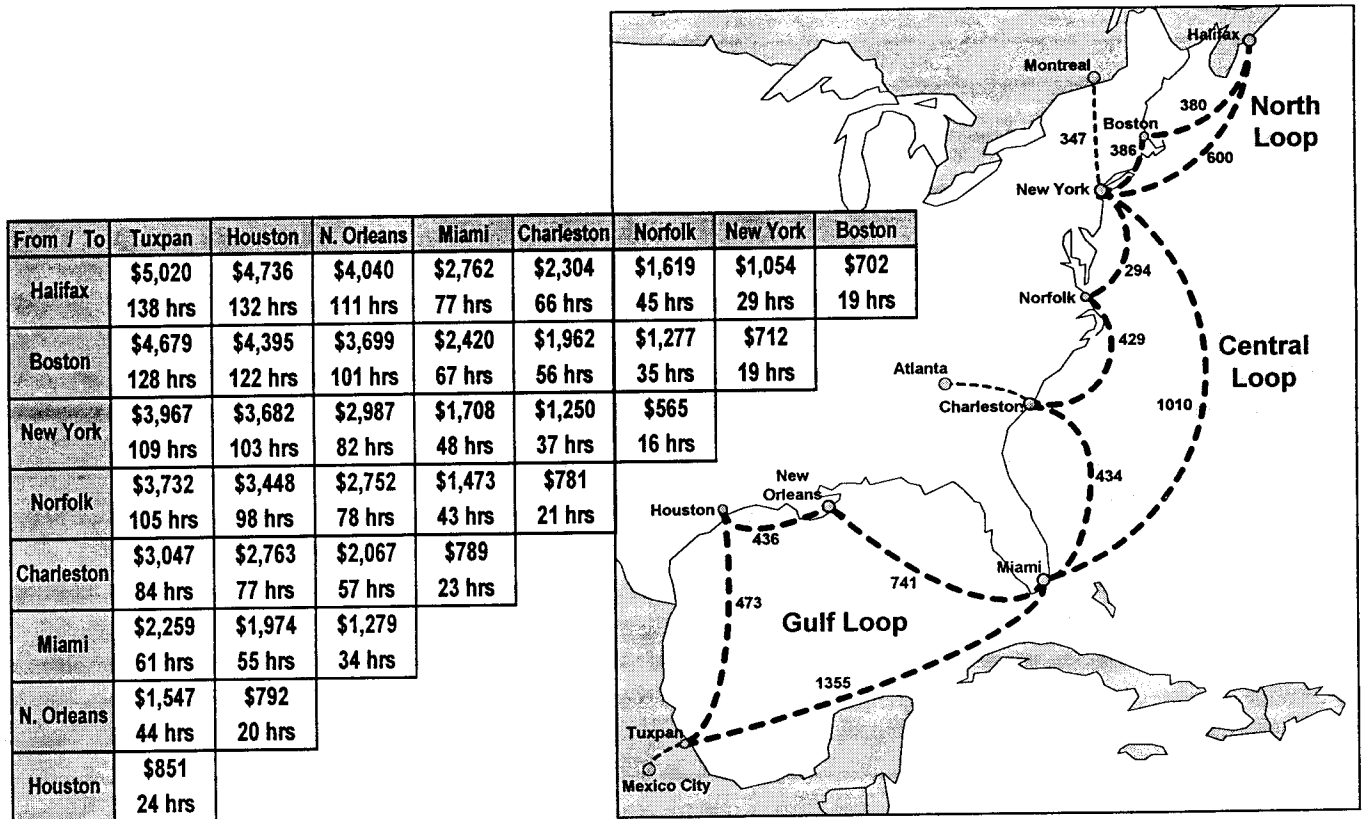 From / To Tuxpan Houston N. Orleans Miami Charleston Norfolk New York Boston
Halifax $5,020 $4,736 $4,040 $2,762 $2,304 $1,619 $1,054 $702
138 hrs 132 hrs 111 hrs 77 hrs 66 hrs 45 hrs 29 hrs 19 hrs
Boston $4,679 $4,395 $3,699 $2,420 $1,962 $1,277 $712
128 hrs 122 hrs 101 hrs 67 hrs 56 hrs 35 hrs 19 hrs
New York $3,967 $3,682 $2,987 $1,708 $1,250 $565
109 hrs 103 hrs 82 hrs 48 hrs 37 hrs 16 hrs
Norfolk $3,732 $3,448 $2,752 $1,473 $781
105 hrs 98 hrs 78 hrs 43 hrs 21 hrs
Charleston $3,047 $2,763 $2,067 $789
84 hrs 77 hrs 57 hrs 23 hrs
Miami $2,259 $1,974 $1,279
61 hrs 55 hrs 34 hrs
N. Orleans $1,547 $792
44 hrs 20 hrs
Houston $851
24 hrs
Halifax
Montreal
380
North
Loop
Boston
347
386
600
New York
294
Norfolk
429
Central
Loop
Atlanta
Charleston
1010
434
New
Orleans
Houston
436
Miami
741
473
Gulf Loop
1355
Tuxpan
Mexico City